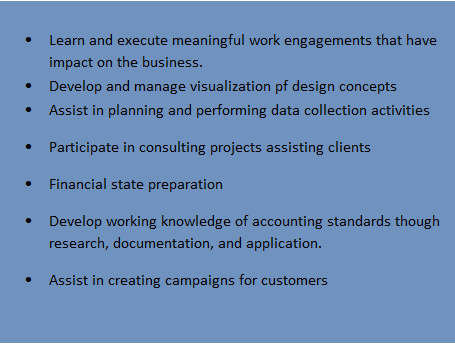 • Learn and execute meaningful work engagements that have
impact on the business.
• Develop and manage visualization pf design concepts
• Assist in planning and performing data collection activities
• Participate in consulting projects assisting clients
• Financial state preparation
• Develop working knowledge of accounting standards though
research, documentation, and application.
• Assist in creating campaigns for customers